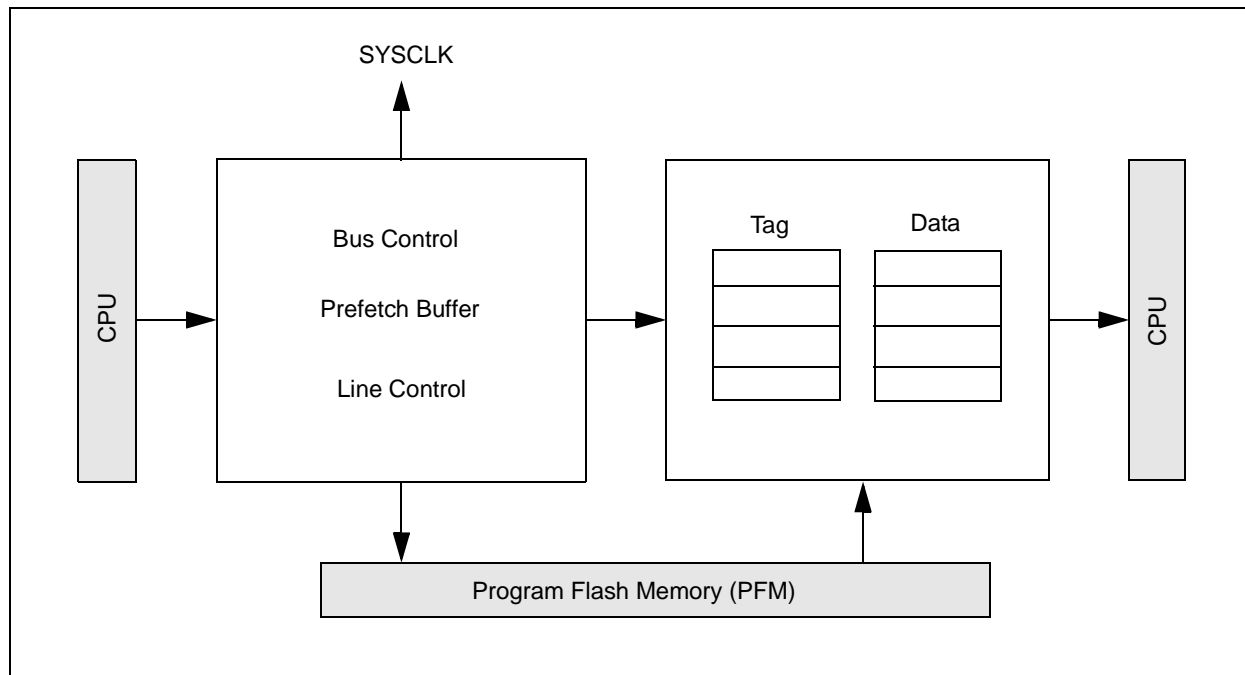 SYSCLK
CPU
Bus Control
Prefetch Buffer
Line Control
Tag
Data
CPU
Program Flash Memory (PFM)